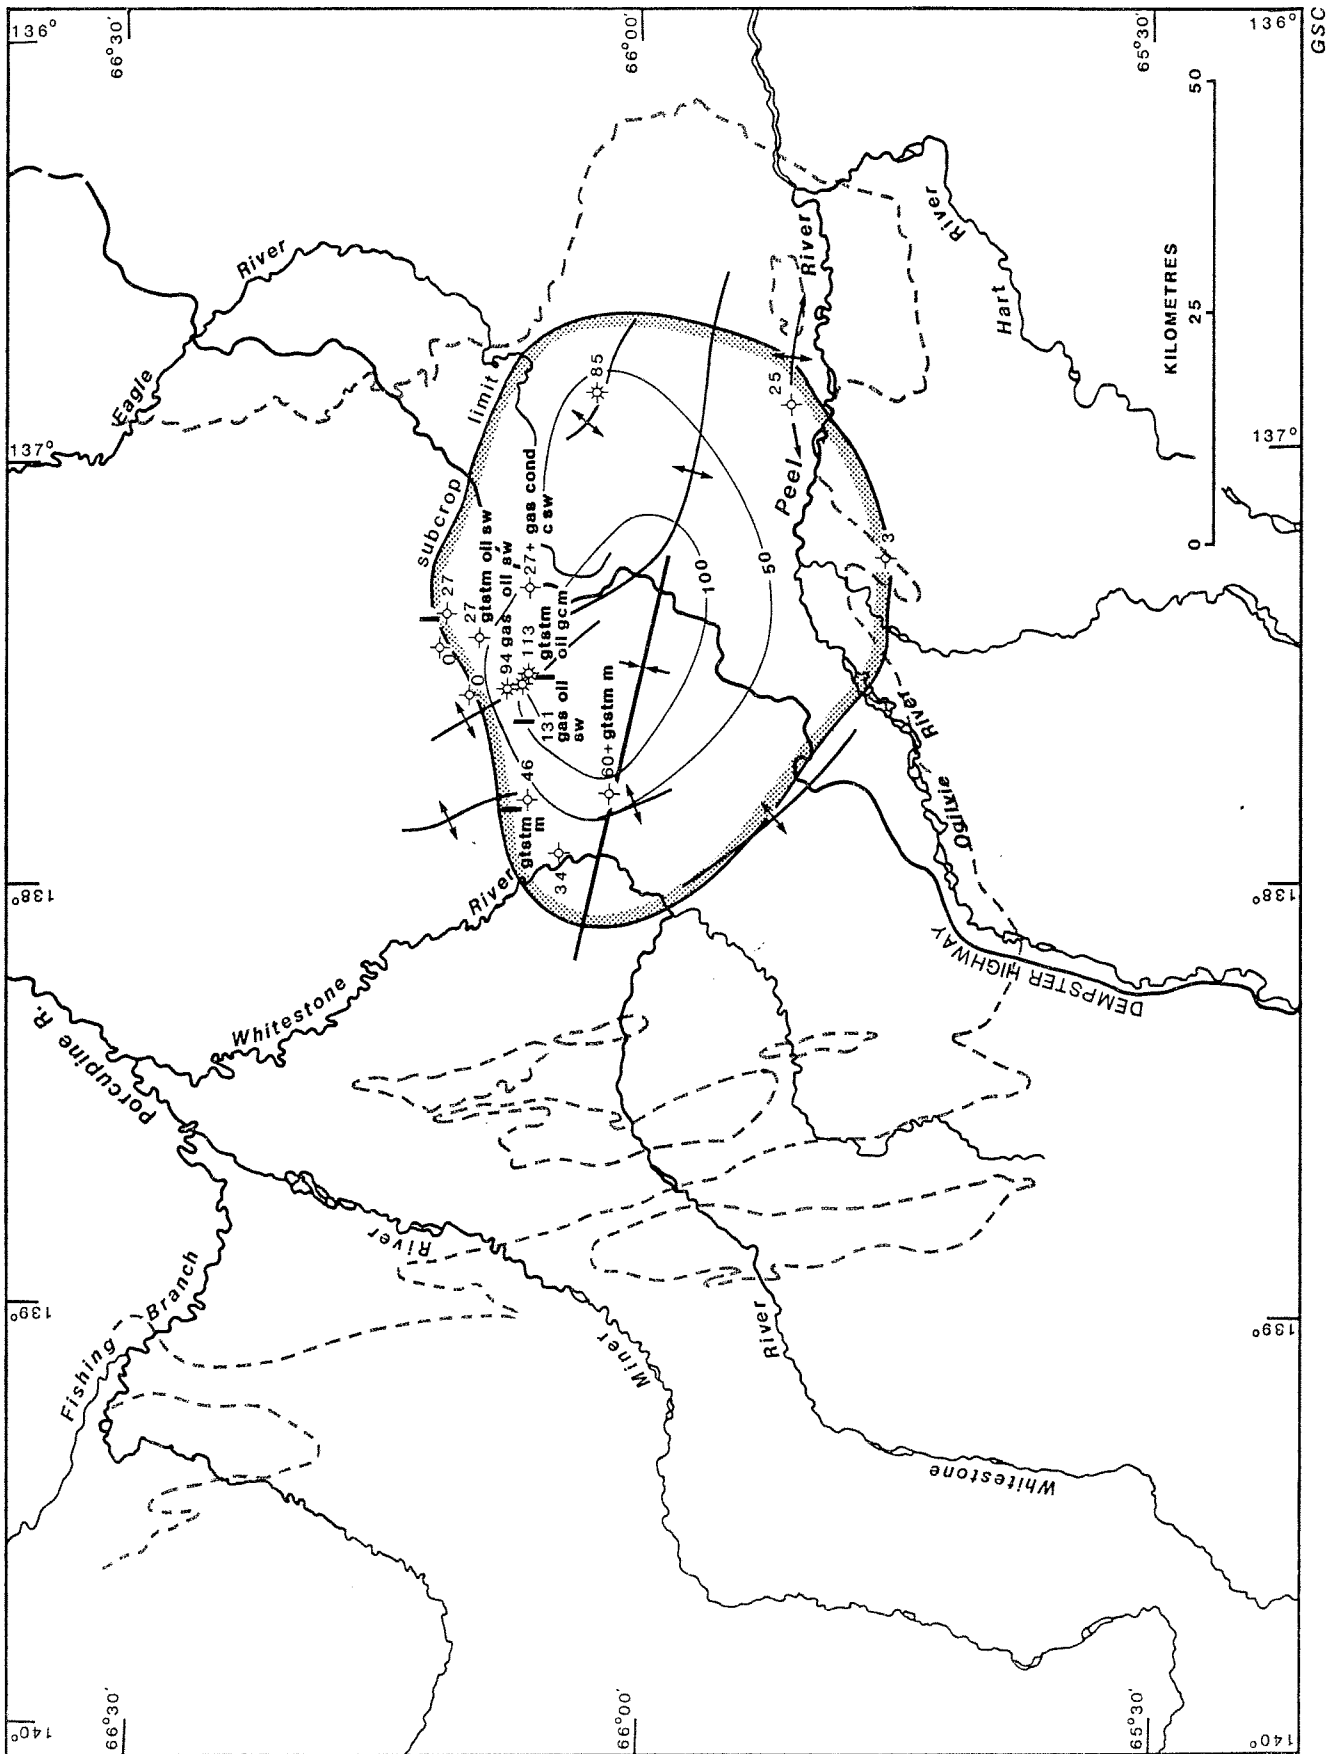 140°
139°
138°
137°
136°
66°30'
66°30'
66°00'
66°00'
65°30'
65°30'
140°
139°
138°
137°
136°
Fishing
Branch
Porcupine R.
Whitestone
River
Eagle
River
Miner
River
River
Whitestone
Ogilvie
River
Peel
River
Hart
River
DEMPSTER HIGHWAY
subcrop limit
0
27
0
27
gtstm oil sw
94 gas oil sw
27+ gas cond
c sw
113
gtstm
oil gcm
131
gas oil
sw
46
gtstm
m
34
60+ gtstm m
85
25
3
100
50
KILOMETRES
0 25 50
GSC